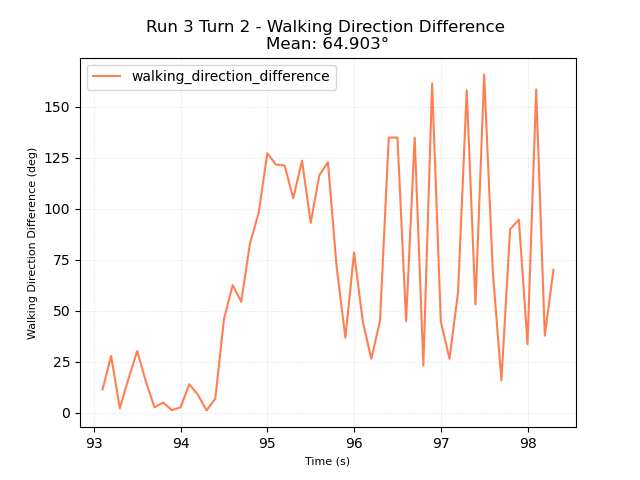 Run 3 Turn 2 - Walking Direction Difference
Mean: 64.903°
walking_direction_difference
150
125
100
75
50
25
0
Walking Direction Difference (deg)
93
94
95
96
97
98
Time (s)